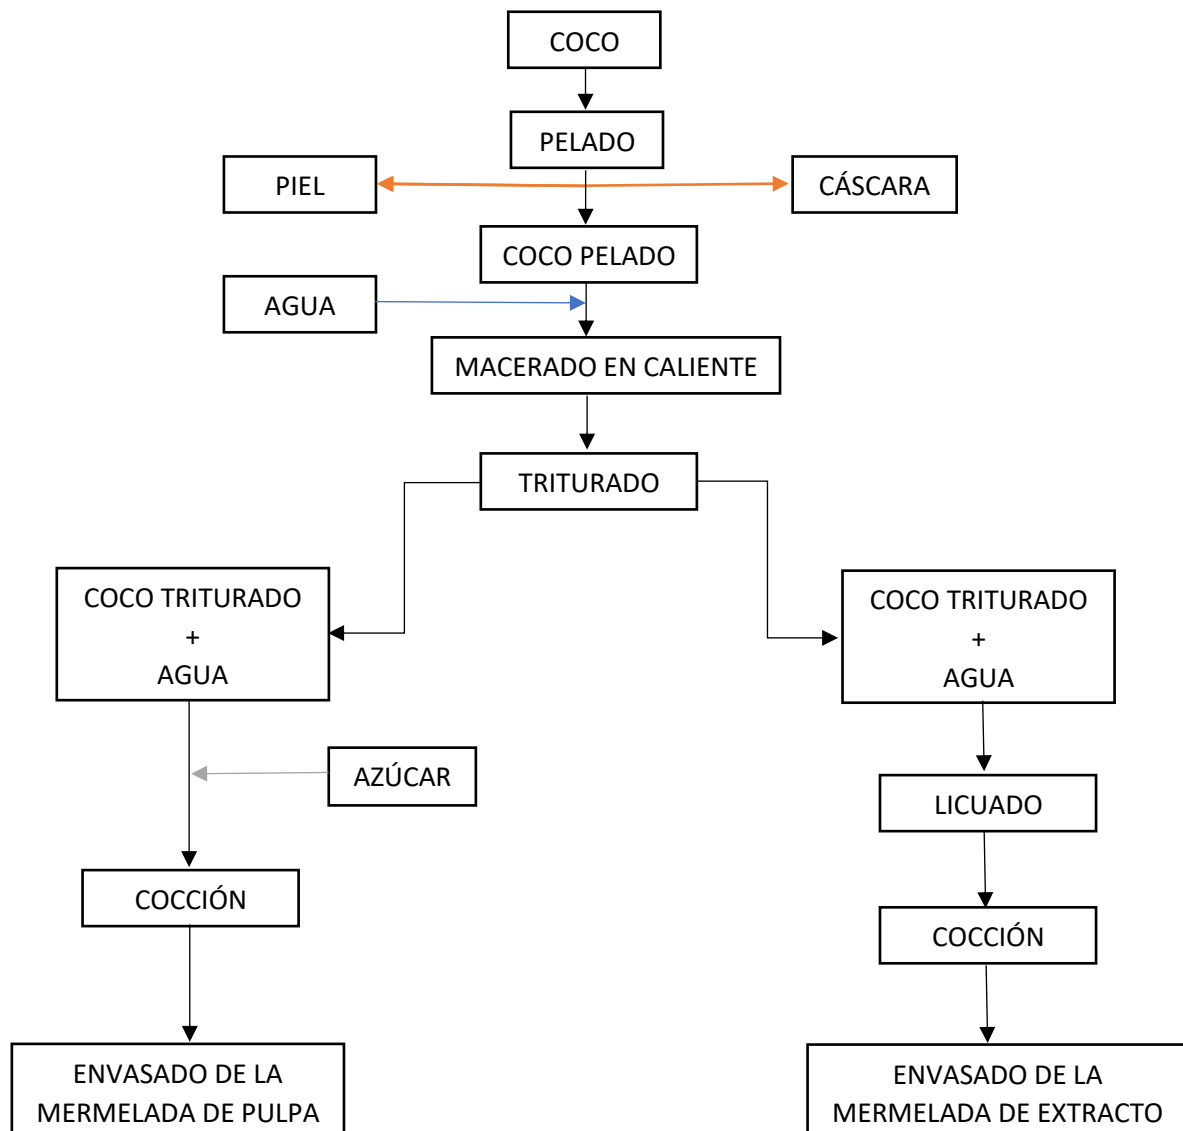 COCO
PELADO
PIEL
CÁSCARA
COCO PELADO
AGUA
MACERADO EN CALIENTE
TRITURADO
COCO TRITURADO
+
AGUA
COCO TRITURADO
+
AGUA
AZÚCAR
LICUADO
COCCIÓN
COCCIÓN
ENVASADO DE LA
MERMELADA DE PULPA
ENVASADO DE LA
MERMELADA DE EXTRACTO